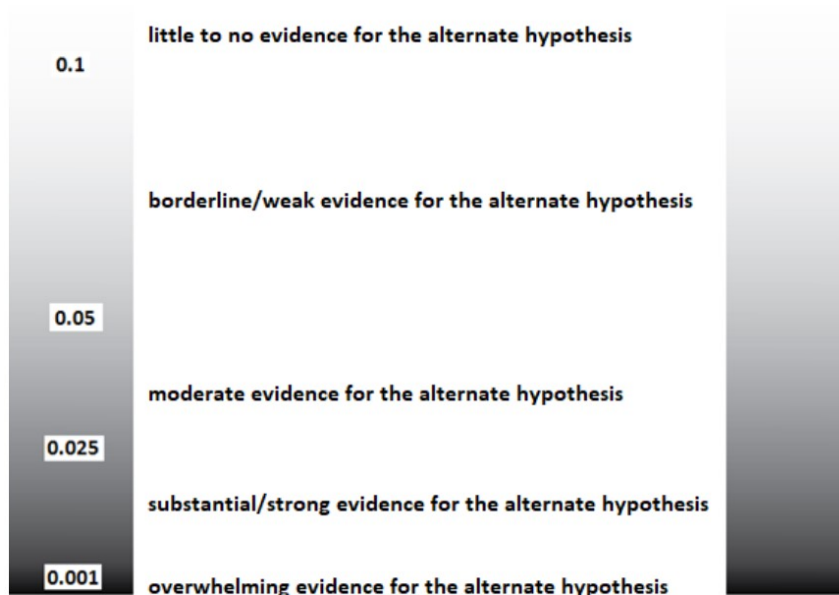 little to no evidence for the alternate hypothesis
0.1
borderline/weak evidence for the alternate hypothesis
0.05
moderate evidence for the alternate hypothesis
0.025
substantial/strong evidence for the alternate hypothesis
0.001
overwhelming evidence for the alternate hypothesis